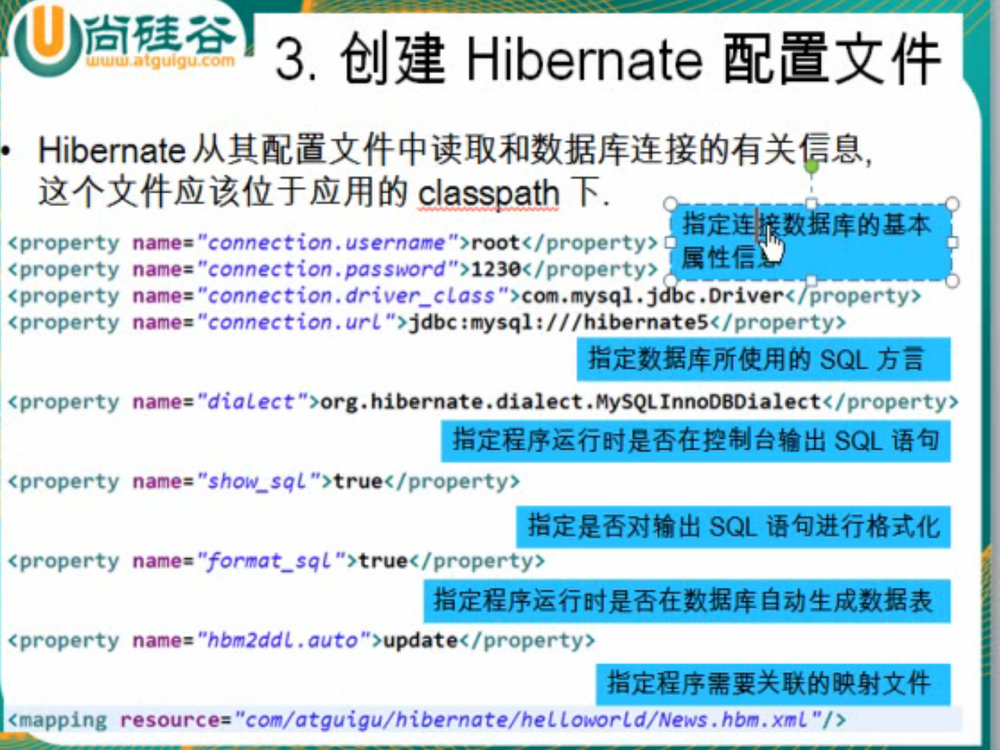 尚硅谷
www.atguigu.com
3. 创建 Hibernate 配置文件
• Hibernate 从其配置文件中读取和数据库连接的有关信息,
这个文件应该位于应用的 classpath 下.
指定连接数据库的基本
属性信息
<property name="connection.username">root</property>
<property name="connection.password">1230</property>
<property name="connection.driver_class">com.mysql.jdbc.Driver</property>
<property name="connection.url">jdbc:mysql:///hibernate5</property>
指定数据库所使用的 SQL 方言
<property name="dialect">org.hibernate.dialect.MySQLInnoDBDialect</property>
指定程序运行时是否在控制台输出 SQL 语句
<property name="show_sql">true</property>
指定是否对输出 SQL 语句进行格式化
<property name="format_sql">true</property>
指定程序运行时是否在数据库自动生成数据表
<property name="hbm2ddl.auto">update</property>
指定程序需要关联的映射文件
<mapping resource="com/atguigu/hibernate/helloworld/News.hbm.xml"/>